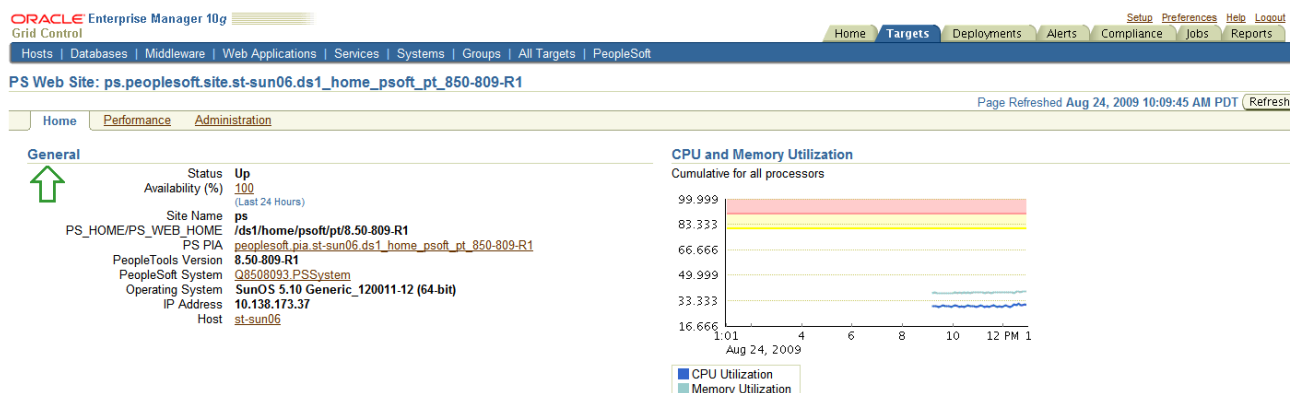 ORACLE Enterprise Manager 10g
Grid Control
Setup Preferences Help Logout
Home Targets Deployments Alerts Compliance Jobs Reports
Hosts | Databases | Middleware | Web Applications | Services | Systems | Groups | All Targets | PeopleSoft
PS Web Site: ps.peoplesoft.site.st-sun06.ds1_home_psoft_pt_850-809-R1
Page Refreshed Aug 24, 2009 10:09:45 AM PDT Refresh
Home Performance Administration
General
Status Up
Availability (%) 100
(Last 24 Hours)
Site Name ps
PS_HOME/PS_WEB_HOME /ds1/home/psoft/pt/8.50-809-R1
PS PIA peoplesoft.pia.st-sun06.ds1_home_psoft_pt_850-809-R1
PeopleTools Version 8.50-809-R1
PeopleSoft System Q8508093.PSSystem
Operating System SunOS 5.10 Generic_120011-12 (64-bit)
IP Address 10.138.173.37
Host st-sun06
CPU and Memory Utilization
Cumulative for all processors
99.999
83.333
66.666
49.999
33.333
16.666
1:01 4 6 8 10 12 PM 1
Aug 24, 2009
CPU Utilization
Memory Utilization